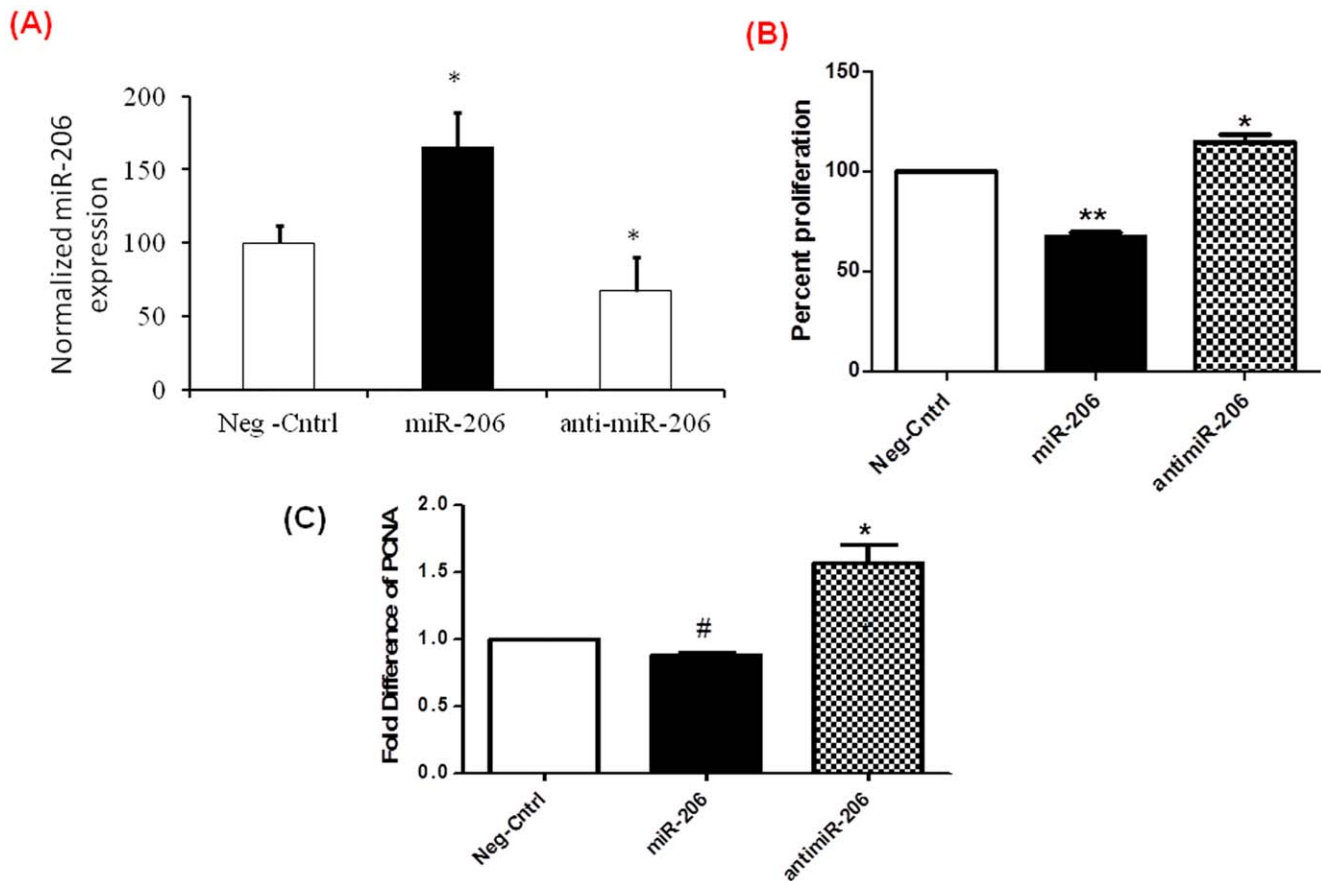 (A)
Normalized miR-206
expression
200
150
100
50
0
*
*
Neg -Cntrl
miR-206
anti-miR-206
(B)
Percent proliferation
150
100
50
0
**
*
Neg-Cntrl
miR-206
antimiR-206
(C)
Fold Difference of PCNA
2.0
1.5
1.0
0.5
0.0
#
*
Neg-Cntrl
miR-206
antimiR-206